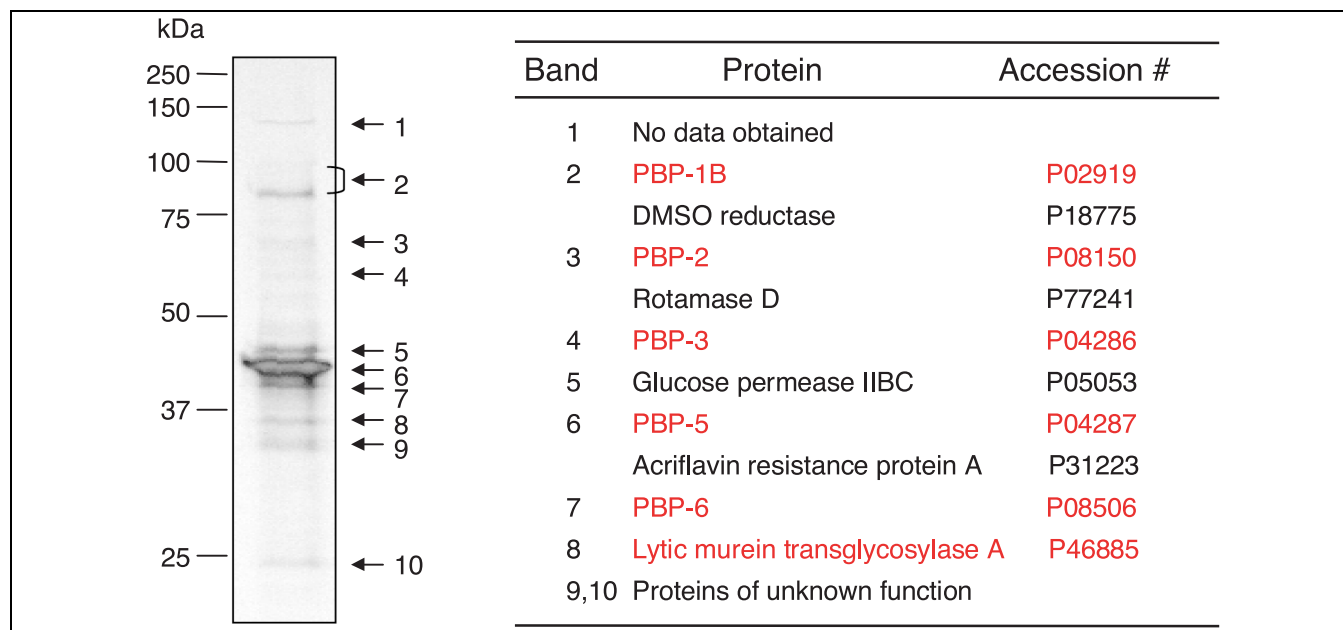 kDa
250
150
100
75
50
37
25
1
2
3
4
5
6
7
8
9
10
Band Protein Accession #
1 No data obtained
2 PBP-1B P02919
DMSO reductase P18775
3 PBP-2 P08150
Rotamase D P77241
4 PBP-3 P04286
5 Glucose permease IIBC P05053
6 PBP-5 P04287
Acriflavin resistance protein A P31223
7 PBP-6 P08506
8 Lytic murein transglycosylase A P46885
9,10 Proteins of unknown function